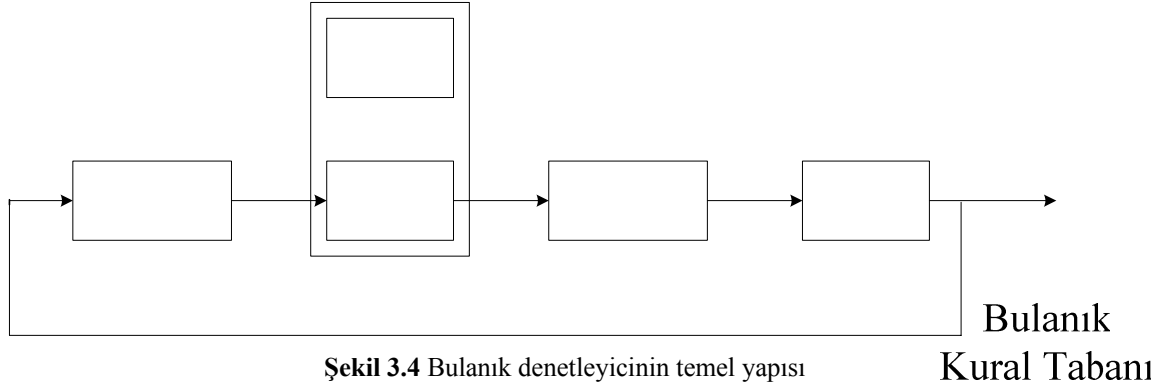 Bulanık
Kural Tabanı
Şekil 3.4 Bulanık denetleyicinin temel yapısı